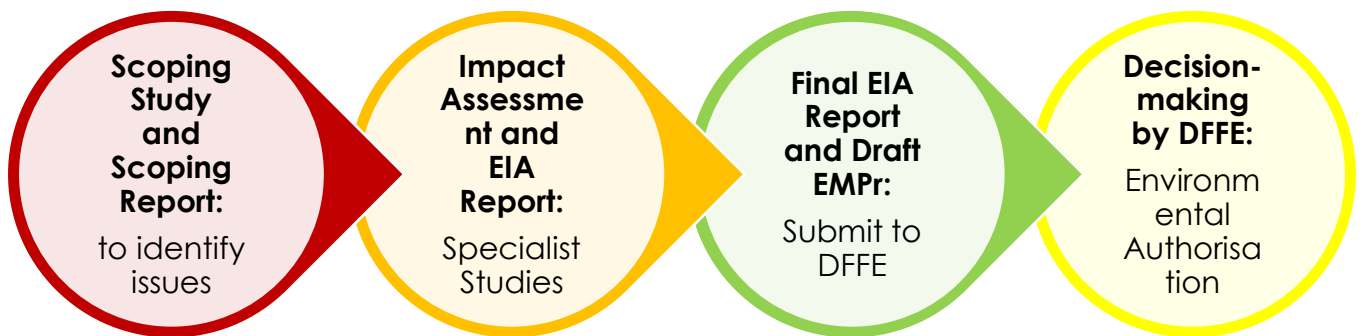 Scoping
Study
and
Scoping
Report:
to identify
issues
Impact
Assessme
nt and
EIA
Report:
Specialist
Studies
Final EIA
Report
and Draft
EMPr:
Submit to
DFFE
Decision-
making
by DFFE:
Environm
ental
Authorisa
tion